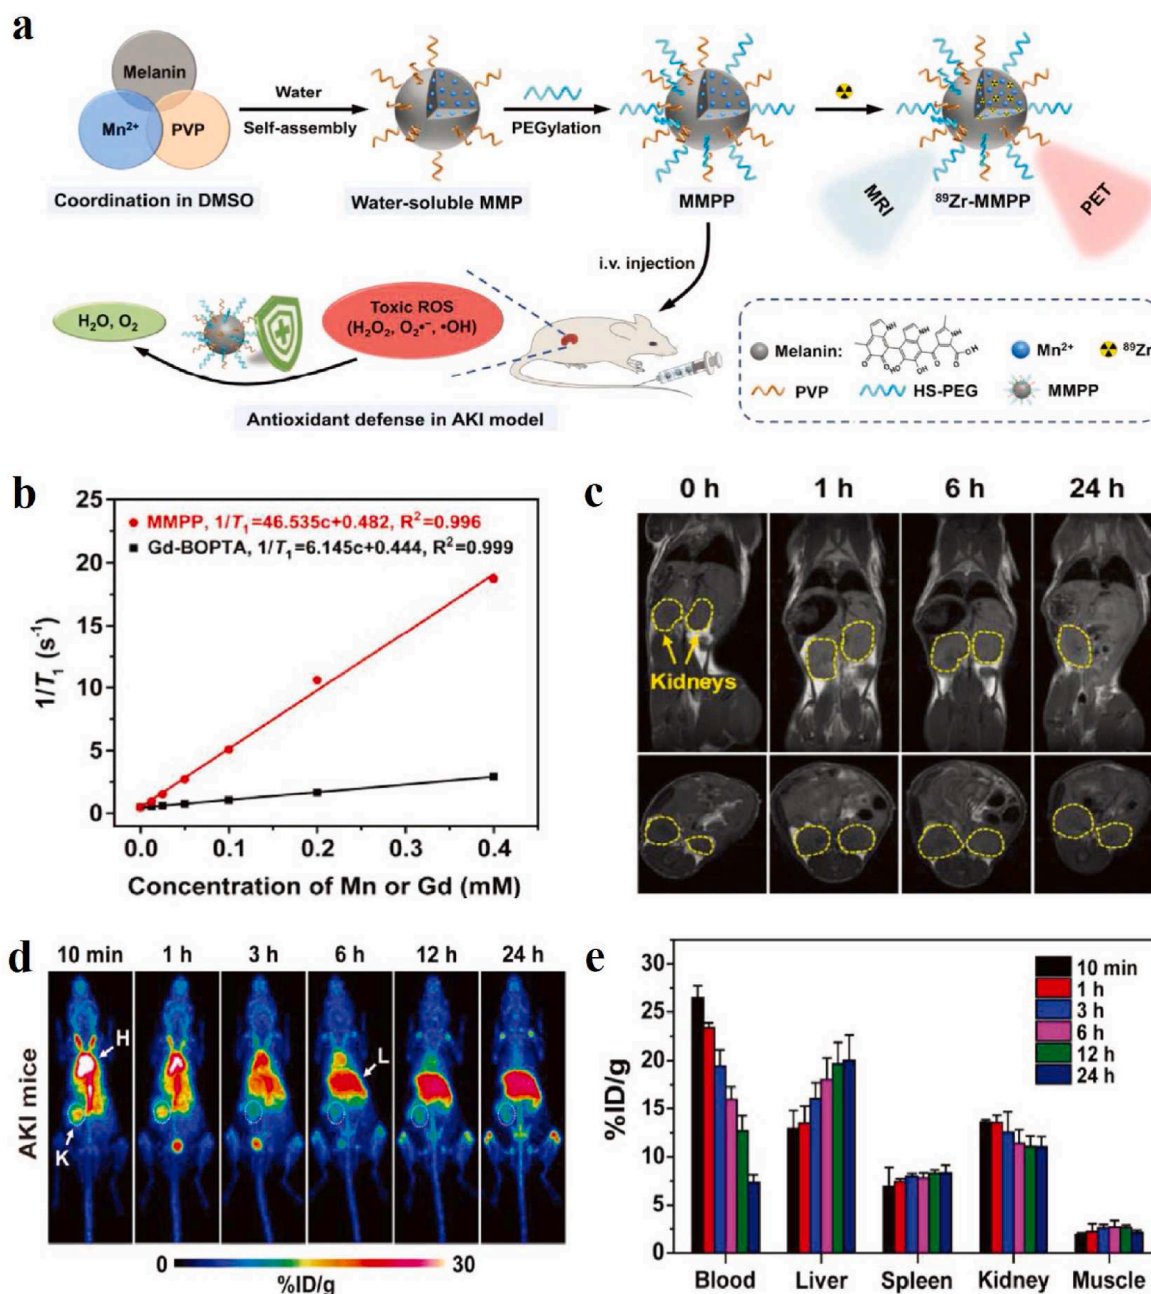 a
Melanin
Mn²⁺
PVP
Coordination in DMSO
Water
Self-assembly
Water-soluble MMP
PEGylation
MMPP
⁸⁹Zr-MMPP
MRI
PET
i.v. injection
H₂O, O₂
Toxic ROS
(H₂O₂, O₂•⁻, •OH)
Antioxidant defense in AKI model
Melanin:
NH
NH
NH
O
O
HO
OH
O
O
OH
Mn²⁺
⁸⁹Zr
PVP
HS-PEG
MMPP
b
25
20
15
10
5
0
1/T₁ (s⁻¹)
MMPP, 1/T₁=46.535c+0.482, R²=0.996
Gd-BOPTA, 1/T₁=6.145c+0.444, R²=0.999
0.0 0.1 0.2 0.3 0.4
Concentration of Mn or Gd (mM)
c
0 h 1 h 6 h 24 h
Kidneys
d
10 min 1 h 3 h 6 h 12 h 24 h
AKI mice
H
L
K
0 30
%ID/g
e
30
25
20
15
10
5
0
%ID/g
10 min
1 h
3 h
6 h
12 h
24 h
Blood Liver Spleen Kidney Muscle